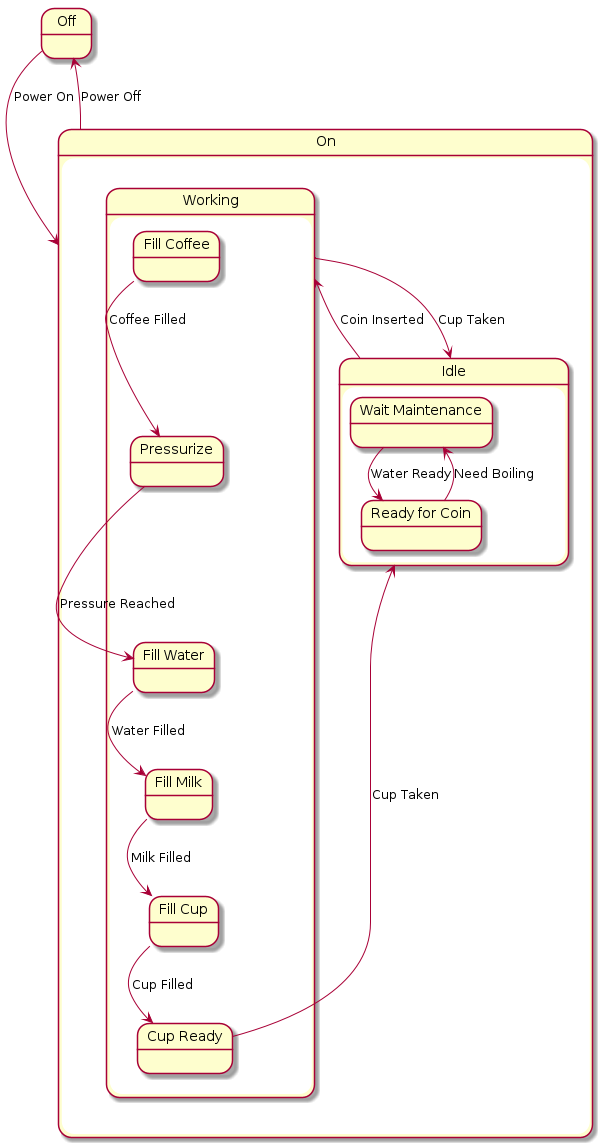 Off
Power On
Power Off
On
Working
Fill Coffee
Coffee Filled
Coin Inserted
Cup Taken
Idle
Wait Maintenance
Water Ready
Need Boiling
Ready for Coin
Pressurize
Pressure Reached
Fill Water
Water Filled
Fill Milk
Cup Taken
Milk Filled
Fill Cup
Cup Filled
Cup Ready